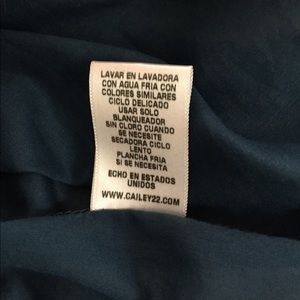 LAVAR EN LAVADORA
CON AGUA FRIA CON
COLORES SIMILARES
CICLO DELICADO
USAR SOLO
BLANQUEADOR
SIN CLORO CUANDO
SE NECESITE
SECADORA CICLO
LENTO
PLANCHA FRIA
SI SE NECESITA
ECHO EN ESTADOS
UNIDOS
WWW.CAILEY22.COM